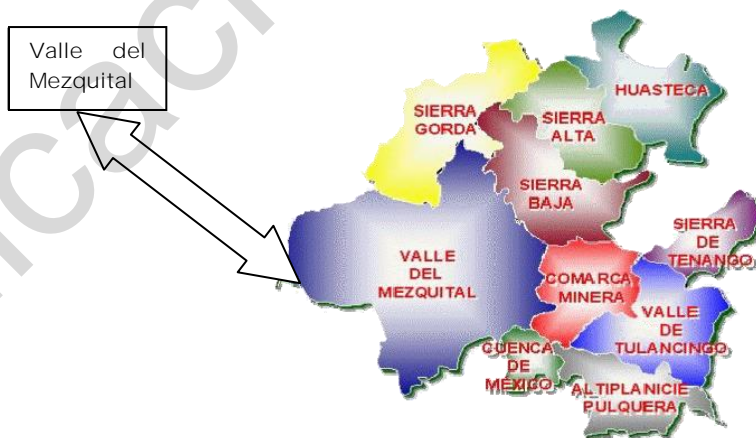 Valle del
Mezquital
HUASTECA
SIERRA
GORDA
SIERRA
ALTA
SIERRA
BAJA
SIERRA
DE
TENANGO
VALLE
DEL
MEZQUITAL
COMARCA
MINERA
VALLE
DE
TULANCINGO
CUENCA
DE
MÉXICO
ALTIPLANICIE
PULQUERA